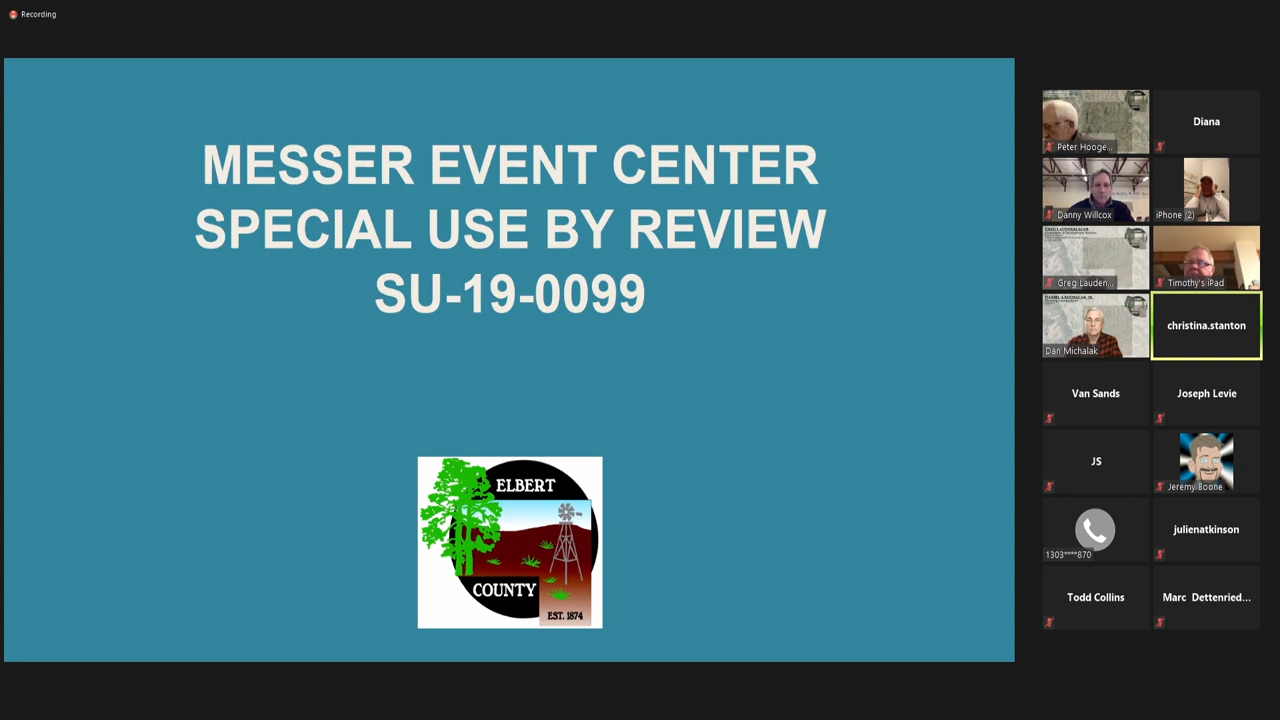 Recording
MESSER EVENT CENTER
SPECIAL USE BY REVIEW
SU-19-0099
ELBERT
COUNTY
EST. 1874
Peter Hooge...
Diana
Danny Willcox
iPhone (2)
Greg Lauden...
Timothy's iPad
Dan Michalak
christina.stanton
Van Sands
Joseph Levie
JS
Jeremy Boone
1303****870
julienatkinson
Todd Collins
Marc Dettenried...